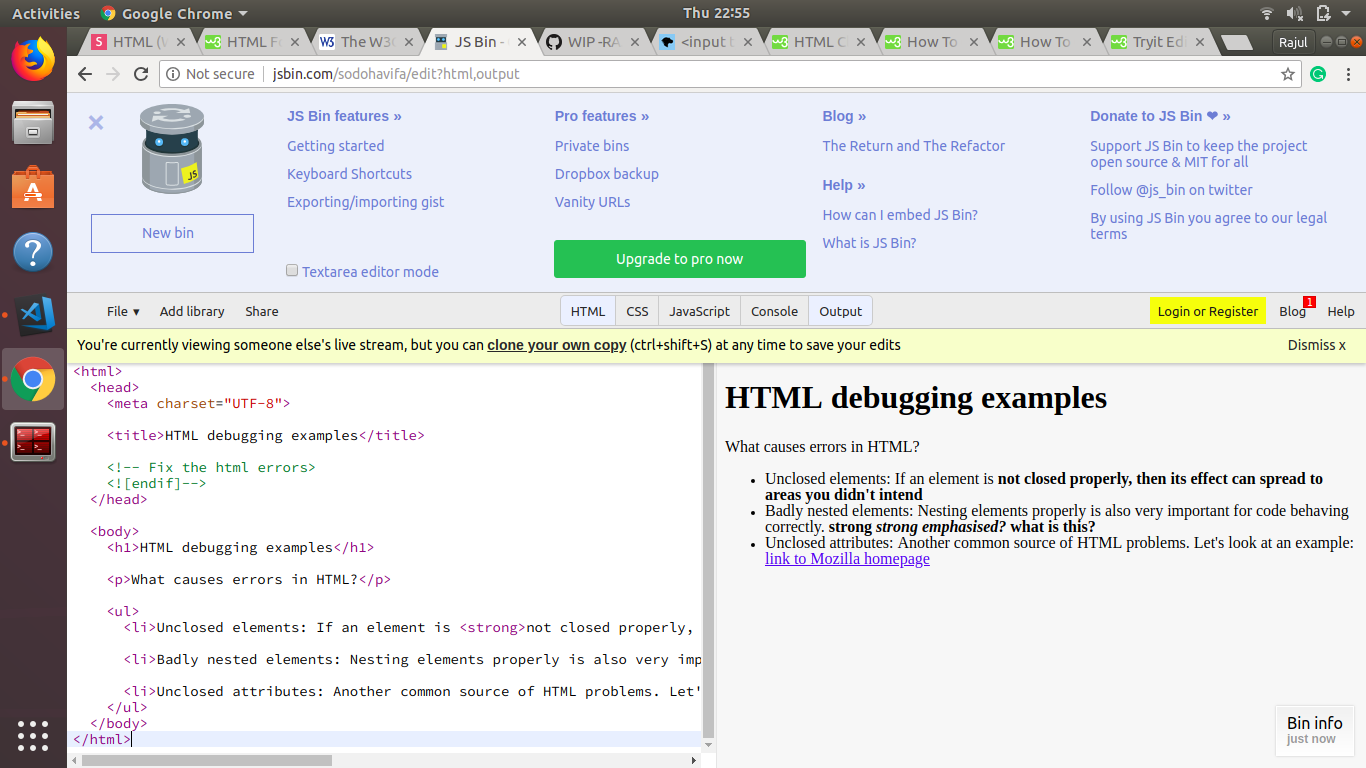 Activities Google Chrome Thu 22:55
HTML (W HTML Fo The W3C JS Bin - WIP -RA <input t HTML C How To How To Tryit Edi Rajul
Not secure jsbin.com/sodohavifa/edit?html,output
JS Bin features »
Getting started
Keyboard Shortcuts
Exporting/importing gist
Textarea editor mode
JS
New bin
Pro features »
Private bins
Dropbox backup
Vanity URLs
Upgrade to pro now
Blog »
The Return and The Refactor
Help »
How can I embed JS Bin?
What is JS Bin?
Donate to JS Bin ❤ »
Support JS Bin to keep the project
open source & MIT for all
Follow @js_bin on twitter
By using JS Bin you agree to our legal
terms
File ▾ Add library Share HTML CSS JavaScript Console Output Login or Register Blog 1 Help
You're currently viewing someone else's live stream, but you can clone your own copy (ctrl+shift+S) at any time to save your edits Dismiss x
<html>
<head>
<meta charset="UTF-8">
<title>HTML debugging examples</title>
<!-- Fix the html errors>
<![endif]-->
</head>
<body>
<h1>HTML debugging examples</h1>
<p>What causes errors in HTML?</p>
<ul>
<li>Unclosed elements: If an element is <strong>not closed properly,
<li>Badly nested elements: Nesting elements properly is also very imp
<li>Unclosed attributes: Another common source of HTML problems. Let'
</ul>
</body>
</html>
HTML debugging examples
What causes errors in HTML?
• Unclosed elements: If an element is not closed properly, then its effect can spread to
areas you didn't intend
• Badly nested elements: Nesting elements properly is also very important for code behaving
correctly. strong strong emphasised? what is this?
• Unclosed attributes: Another common source of HTML problems. Let's look at an example:
link to Mozilla homepage
Bin info
just now